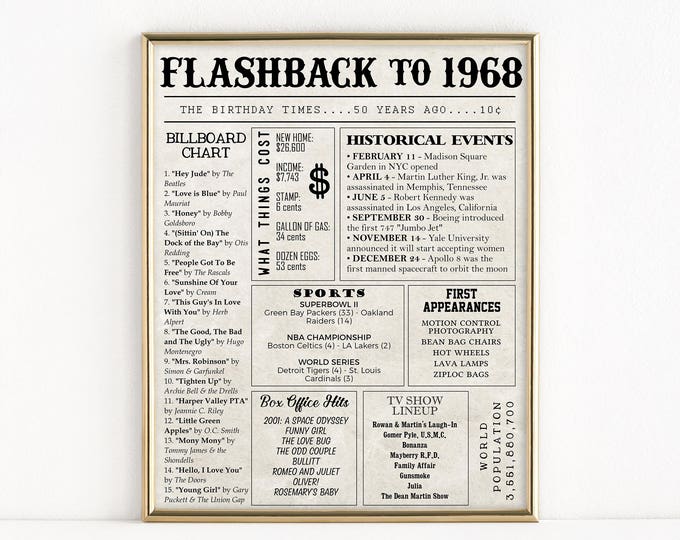 FLASHBACK TO 1968
THE BIRTHDAY TIMES....50 YEARS AGO....10¢
BILLBOARD
CHART
1. "Hey Jude" by The
Beatles
2. "Love is Blue" by Paul
Mauriat
3. "Honey" by Bobby
Goldsboro
4. "(Sittin' On) The
Dock of the Bay" by Otis
Redding
5. "People Got To Be
Free" by The Rascals
6. "Sunshine Of Your
Love" by Cream
7. "This Guy's In Love
With You" by Herb
Alpert
8. "The Good, The Bad
and The Ugly" by Hugo
Montenegro
9. "Mrs. Robinson" by
Simon & Garfunkel
10. "Tighten Up" by
Archie Bell & the Drells
11. "Harper Valley PTA"
by Jeannie C. Riley
12. "Little Green
Apples" by O.C. Smith
13. "Mony Mony" by
Tommy James & the
Shondells
14. "Hello, I Love You"
by The Doors
15. "Young Girl" by Gary
Puckett & The Union Gap
WHAT THINGS COST
NEW HOME:
$26,600
INCOME:
$7,743
STAMP:
6 cents
GALLON OF GAS:
34 cents
DOZEN EGGS:
53 cents
$
HISTORICAL EVENTS
• FEBRUARY 11 - Madison Square
Garden in NYC opened
• APRIL 4 - Martin Luther King, Jr. was
assassinated in Memphis, Tennessee
• JUNE 5 - Robert Kennedy was
assassinated in Los Angeles, California
• SEPTEMBER 30 - Boeing introduced
the first 747 "Jumbo Jet"
• NOVEMBER 14 - Yale University
announced it will start accepting women
• DECEMBER 24 - Apollo 8 was the
first manned spacecraft to orbit the moon
SPORTS
SUPERBOWL II
Green Bay Packers (33) - Oakland
Raiders (14)
NBA CHAMPIONSHIP
Boston Celtics (4) - LA Lakers (2)
WORLD SERIES
Detroit Tigers (4) - St. Louis
Cardinals (3)
FIRST
APPEARANCES
MOTION CONTROL
PHOTOGRAPHY
BEAN BAG CHAIRS
HOT WHEELS
LAVA LAMPS
ZIPLOC BAGS
Box Office Hits
2001: A SPACE ODYSSEY
FUNNY GIRL
THE LOVE BUG
THE ODD COUPLE
BULLITT
ROMEO AND JULIET
OLIVER!
ROSEMARY'S BABY
TV SHOW
LINEUP
Rowan & Martin's Laugh-In
Gomer Pyle, U.S.M.C.
Bonanza
Mayberry R.F.D.
Family Affair
Gunsmoke
Julia
The Dean Martin Show
WORLD
POPULATION
3,551,880,700